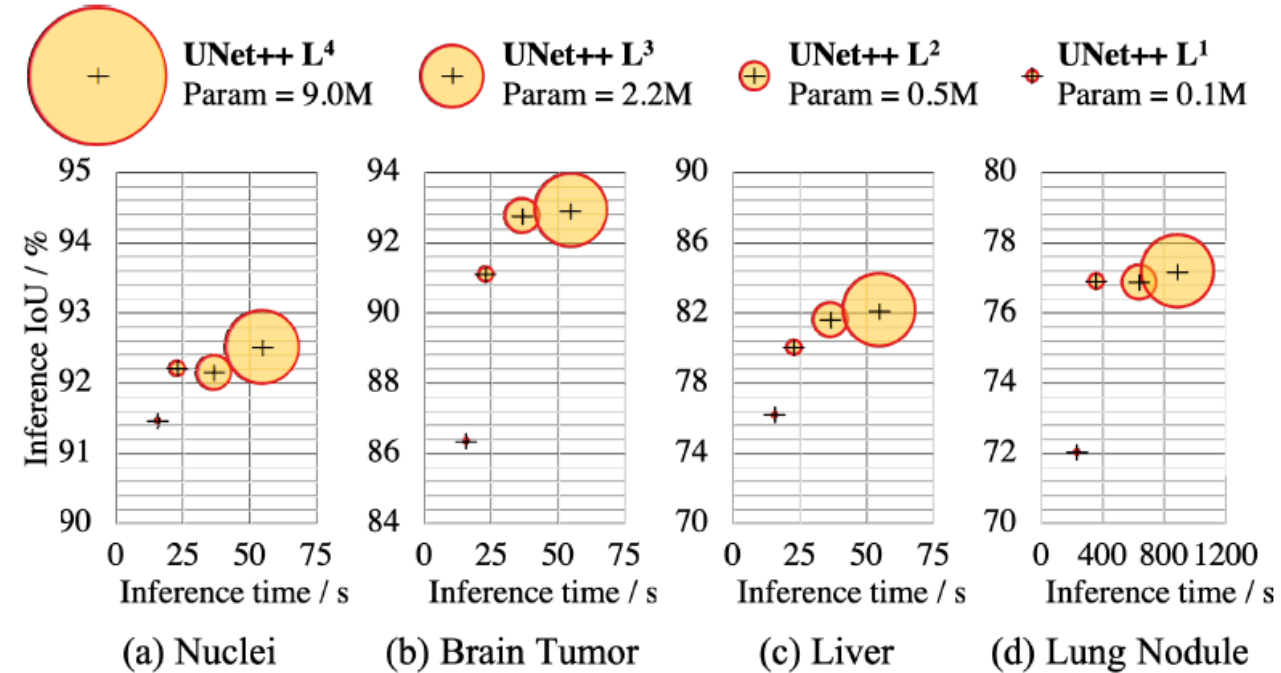 UNet++ L⁴
Param = 9.0M
UNet++ L³
Param = 2.2M
UNet++ L²
Param = 0.5M
UNet++ L¹
Param = 0.1M
Inference IoU / %
95
94
93
92
91
90
0 25 50 75
Inference time / s
(a) Nuclei
94
92
90
88
86
84
0 25 50 75
Inference time / s
(b) Brain Tumor
90
86
82
78
74
70
0 25 50 75
Inference time / s
(c) Liver
80
78
76
74
72
70
0 400 800 1200
Inference time / s
(d) Lung Nodule